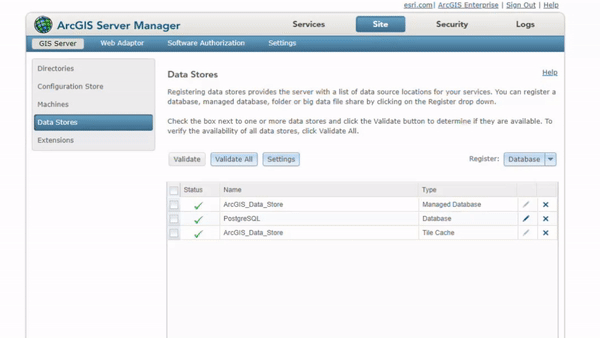 esri.com| ArcGIS Enterprise | Sign Out | Help
ArcGIS Server Manager
Services Site Security Logs
GIS Server Web Adaptor Software Authorization Settings
Directories
Configuration Store
Machines
Data Stores
Extensions
Data Stores
Help
Registering data stores provides the server with a list of data source locations for your services. You can register a
database, managed database, folder or big data file share by clicking on the Register drop down.
Check the box next to one or more data stores and click the Validate button to determine if they are available. To
verify the availability of all data stores, click Validate All.
Validate Validate All Settings Register: Database
Status Name Type
ArcGIS_Data_Store Managed Database
PostgreSQL Database
ArcGIS_Data_Store Tile Cache